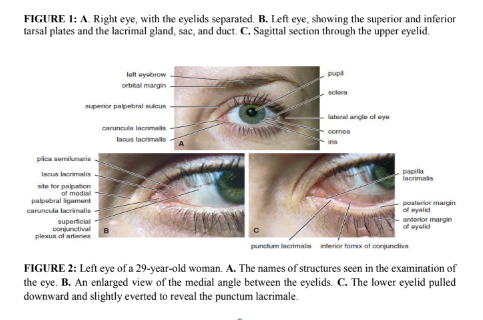 FIGURE 1: A. Right eye, with the eyelids separated. B. Left eye, showing the superior and inferior
tarsal plates and the lacrimal gland, sac, and duct. C. Sagittal section through the upper eyelid.
left eyebrow
orbital margin
superior palpebral sulcus
caruncula lacrimalis
lacus lacrimalis
pupil
sclera
lateral angle of eye
cornea
iris
A
plica semilunaris
lacus lacrimalis
site for palpation
of medial
palpebral ligament
caruncula lacrimalis
superficial
conjunctival
plexus of arteries
B
C
papilla
lacrimalis
posterior margin
of eyelid
anterior margin
of eyelid
punctum lacrimalis
inferior fornix of conjunctiva
FIGURE 2: Left eye of a 29-year-old woman. A. The names of structures seen in the examination of
the eye. B. An enlarged view of the medial angle between the eyelids. C. The lower eyelid pulled
downward and slightly everted to reveal the punctum lacrimale.